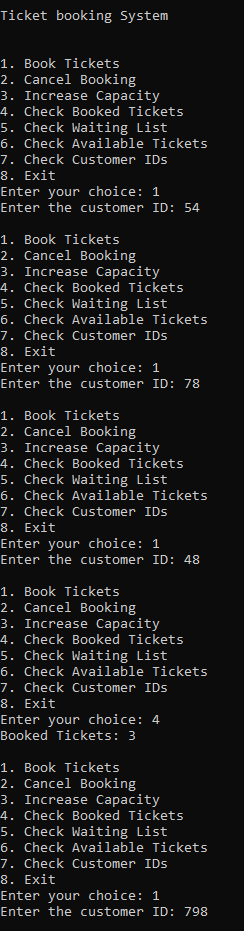 Ticket booking System
1. Book Tickets
2. Cancel Booking
3. Increase Capacity
4. Check Booked Tickets
5. Check Waiting List
6. Check Available Tickets
7. Check Customer IDs
8. Exit
Enter your choice: 1
Enter the customer ID: 54
1. Book Tickets
2. Cancel Booking
3. Increase Capacity
4. Check Booked Tickets
5. Check Waiting List
6. Check Available Tickets
7. Check Customer IDs
8. Exit
Enter your choice: 1
Enter the customer ID: 78
1. Book Tickets
2. Cancel Booking
3. Increase Capacity
4. Check Booked Tickets
5. Check Waiting List
6. Check Available Tickets
7. Check Customer IDs
8. Exit
Enter your choice: 1
Enter the customer ID: 48
1. Book Tickets
2. Cancel Booking
3. Increase Capacity
4. Check Booked Tickets
5. Check Waiting List
6. Check Available Tickets
7. Check Customer IDs
8. Exit
Enter your choice: 4
Booked Tickets: 3
1. Book Tickets
2. Cancel Booking
3. Increase Capacity
4. Check Booked Tickets
5. Check Waiting List
6. Check Available Tickets
7. Check Customer IDs
8. Exit
Enter your choice: 1
Enter the customer ID: 798